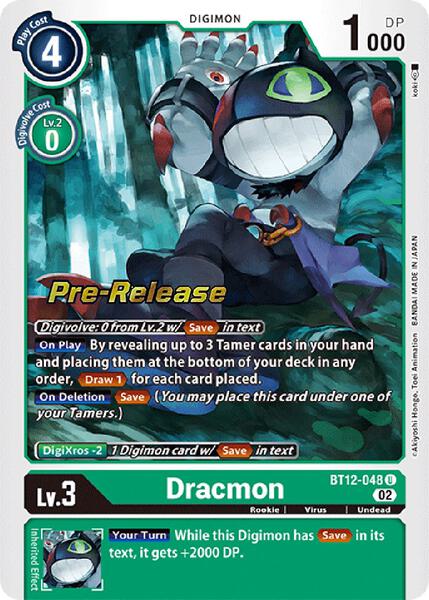 DIGIMON
Play Cost
4
DP
1000
Digivolve Cost
Lv.2
0
koki
Pre-Release
Digivolve: 0 from Lv.2 w/ Save in text
On Play By revealing up to 3 Tamer cards in your hand
and placing them at the bottom of your deck in any
order, Draw 1 for each card placed.
On Deletion Save (You may place this card under one of
your Tamers.)
DigiXros -2 1 Digimon card w/ Save in text
©Akiyoshi Hongo, Toei Animation BANDAI MADE IN JAPAN
Lv.3
Dracmon
BT12-048 U
02
Rookie | Virus | Undead
Inherited Effect
Your Turn While this Digimon has Save in its
text, it gets +2000 DP.